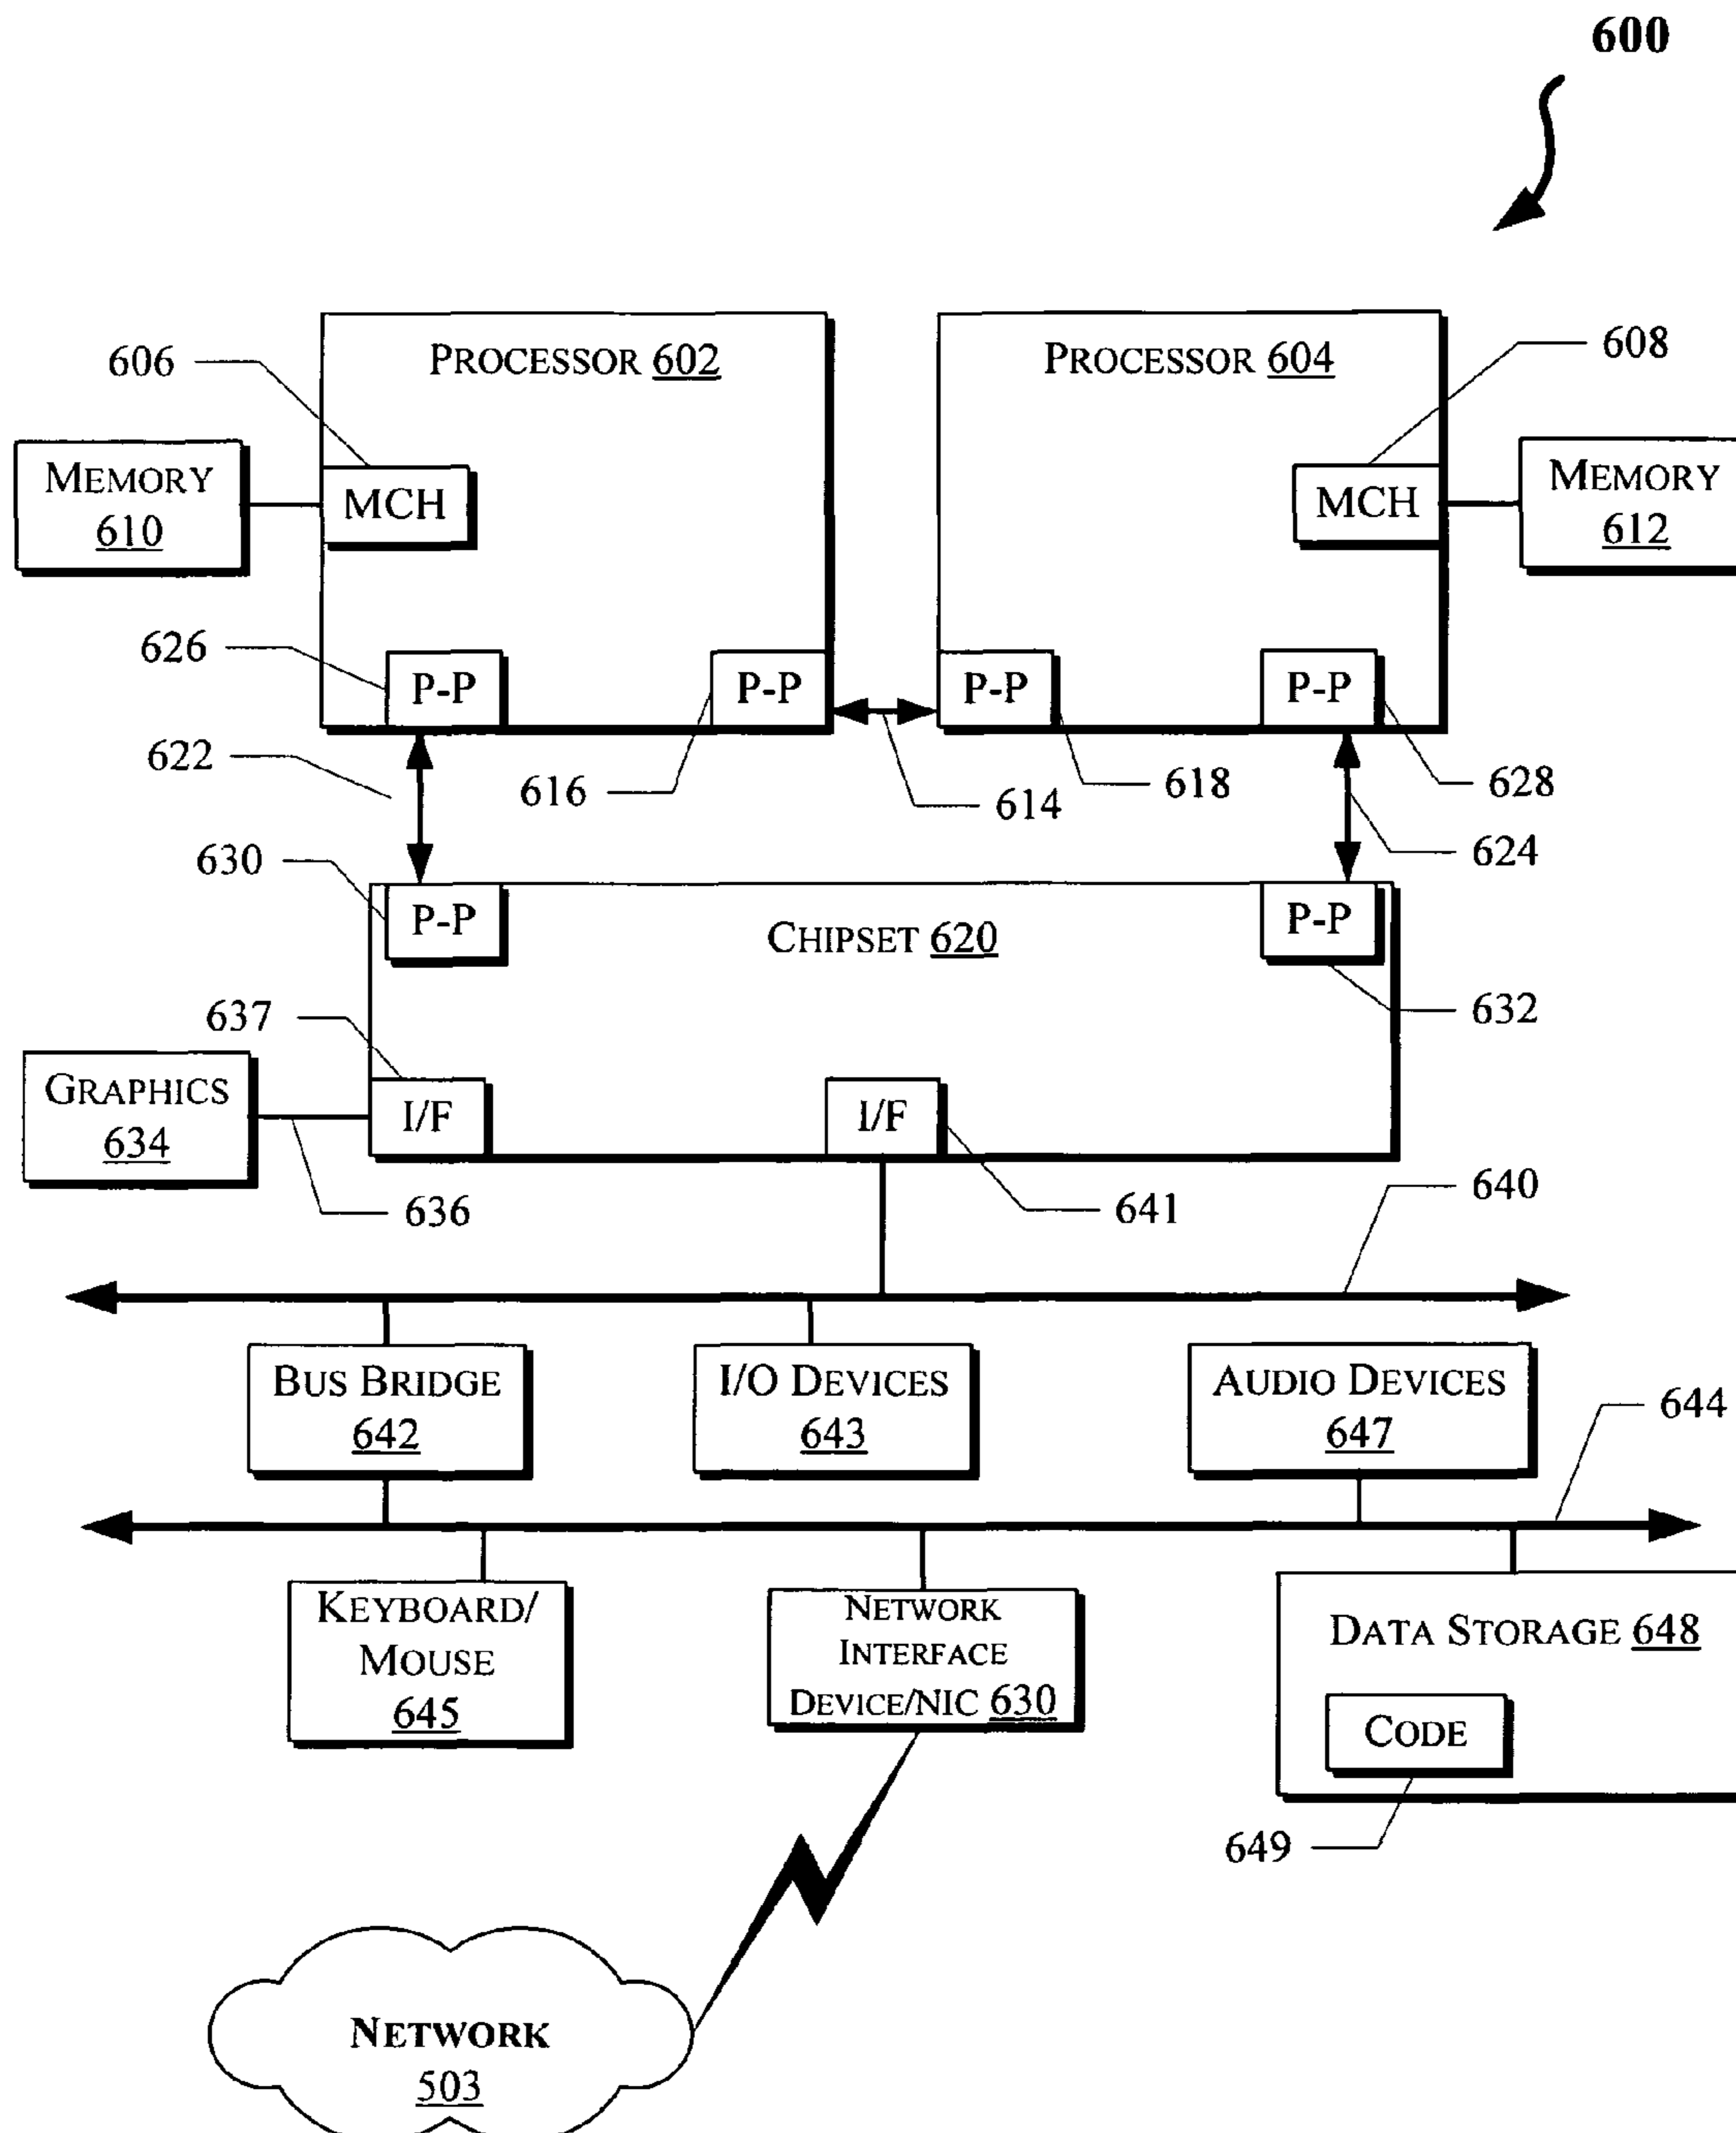 600
PROCESSOR 602
PROCESSOR 604
606
608
MEMORY
610
MCH
MCH
MEMORY
612
626
P-P
P-P
P-P
P-P
622
616
614
618
628
624
630
P-P
CHIPSET 620
P-P
632
637
GRAPHICS
634
I/F
I/F
636
641
640
BUS BRIDGE
642
I/O DEVICES
643
AUDIO DEVICES
647
644
KEYBOARD/
MOUSE
645
NETWORK
INTERFACE
DEVICE/NIC 630
DATA STORAGE 648
CODE
649
NETWORK
503